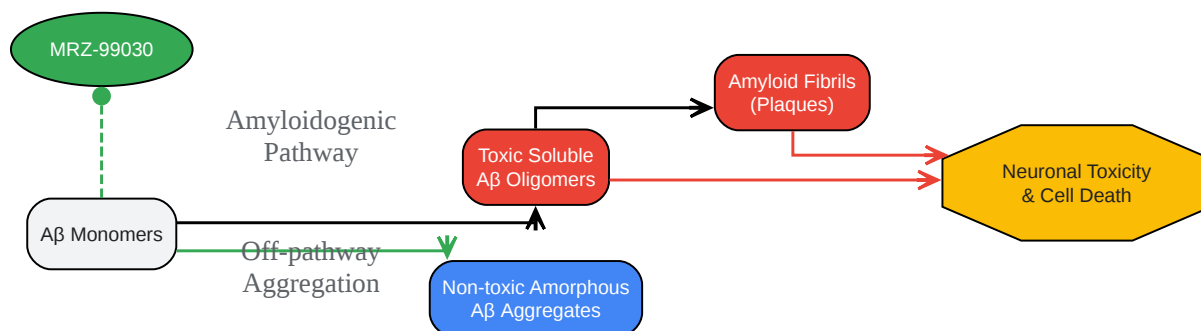 MRZ-99030
Amyloidogenic
Pathway
Amyloid Fibrils
(Plaques)
Toxic Soluble
Aβ Oligomers
Neuronal Toxicity
& Cell Death
Aβ Monomers
Off-pathway
Aggregation
Non-toxic Amorphous
Aβ Aggregates